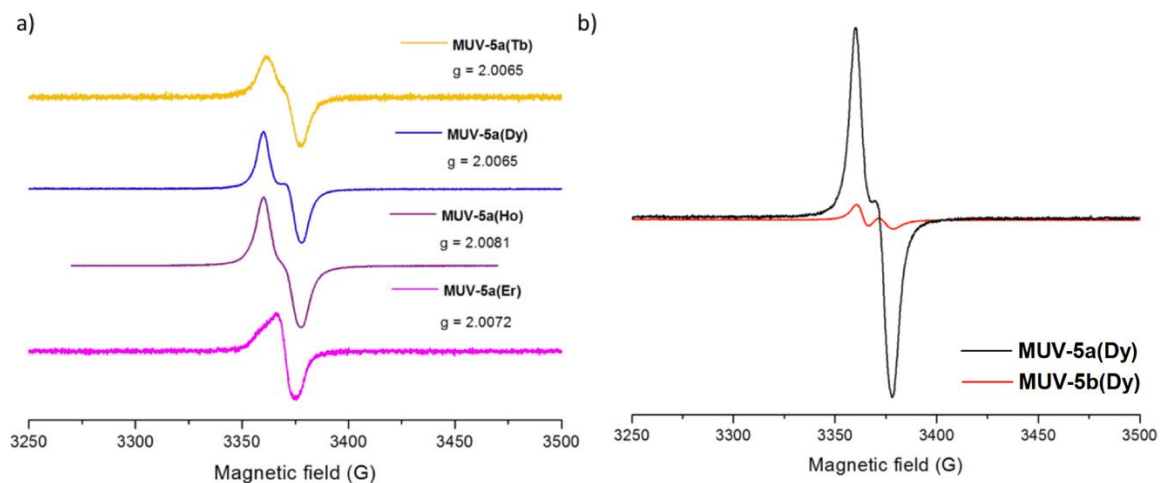 a)
MUV-5a(Tb)
g = 2.0065
MUV-5a(Dy)
g = 2.0065
MUV-5a(Ho)
g = 2.0081
MUV-5a(Er)
g = 2.0072
3250 3300 3350 3400 3450 3500
Magnetic field (G)
b)
MUV-5a(Dy)
MUV-5b(Dy)
3250 3300 3350 3400 3450 3500
Magnetic field (G)